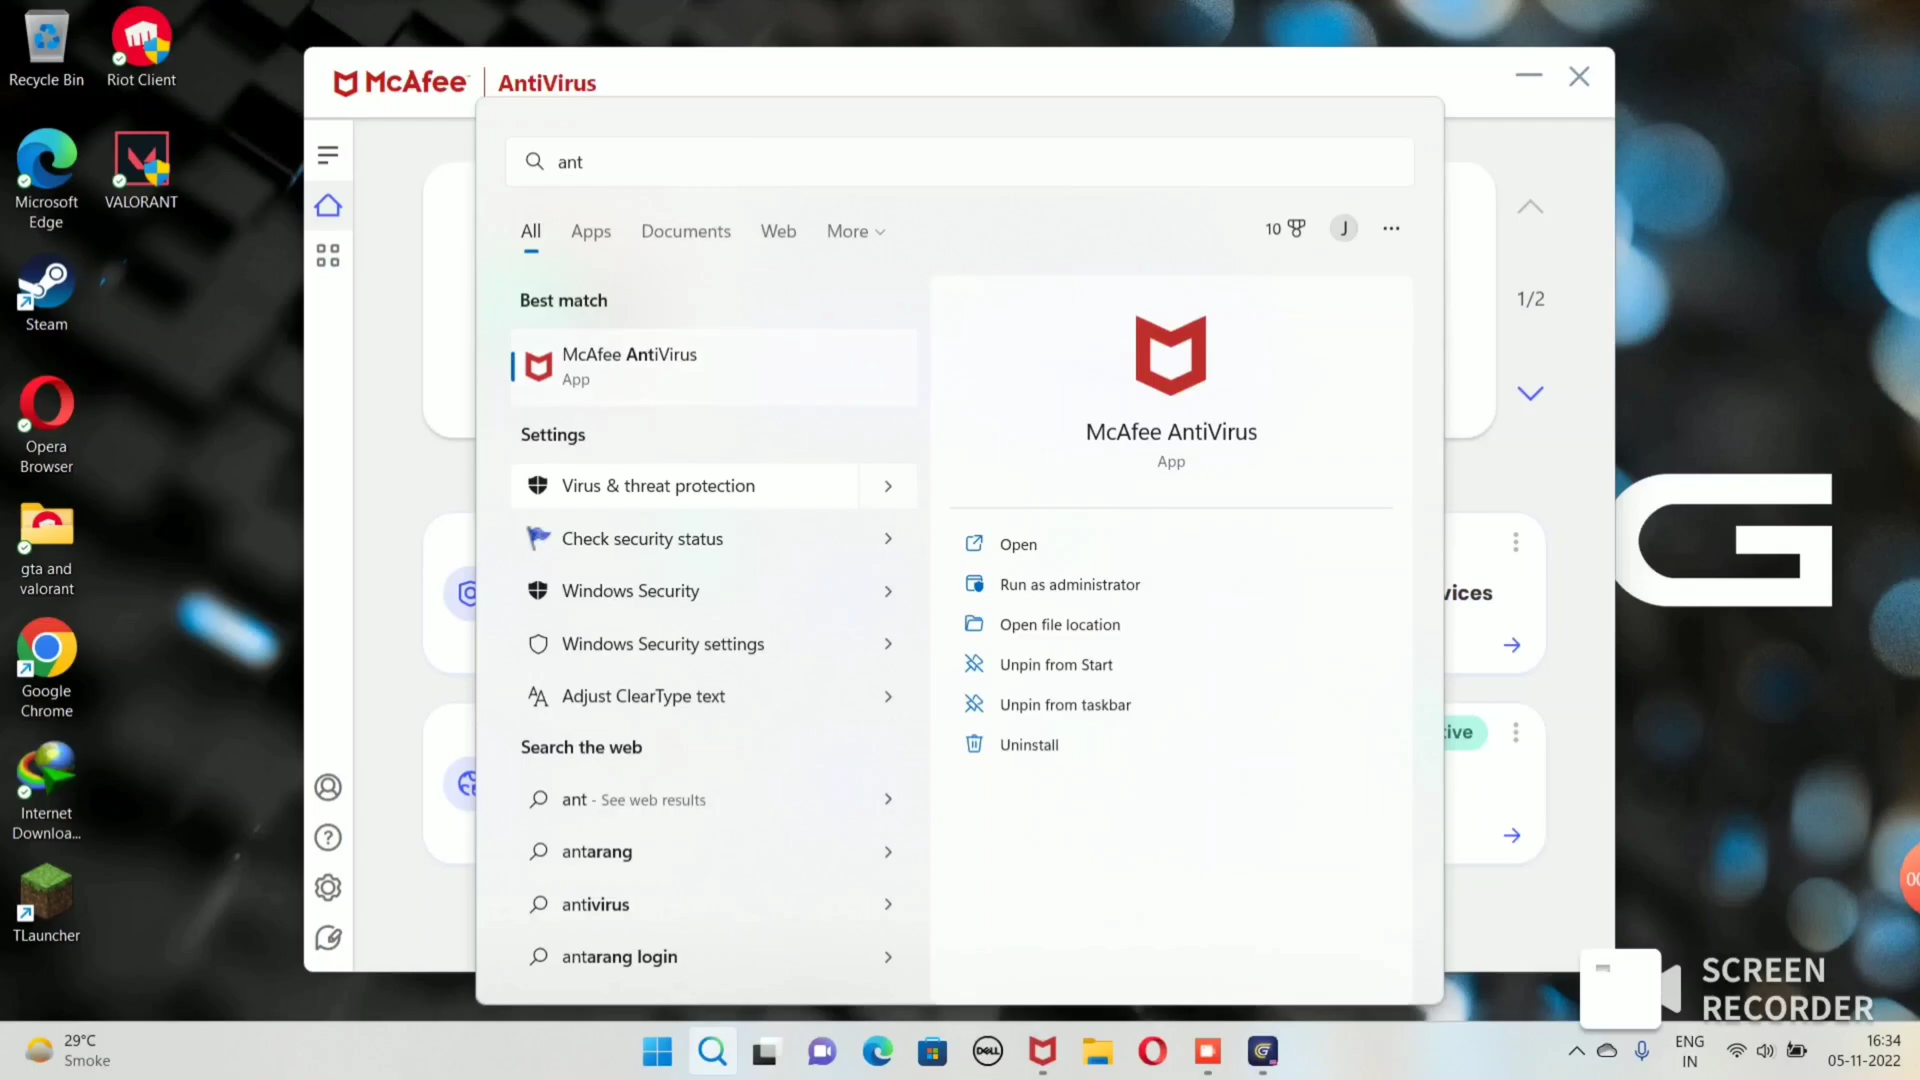 Recycle Bin
Riot Client
Microsoft
Edge
VALORANT
Steam
Opera
Browser
gta and
valorant
Google
Chrome
Internet
Downloa...
TLauncher
McAfee
AntiVirus
ant
All
Apps
Documents
Web
More
10
J
Best match
McAfee AntiVirus
App
Settings
Virus & threat protection
Check security status
Windows Security
Windows Security settings
Adjust ClearType text
Search the web
ant - See web results
antarang
antivirus
antarang login
McAfee AntiVirus
App
Open
Run as administrator
Open file location
Unpin from Start
Unpin from taskbar
Uninstall
1/2
vices
tive
G
00
SCREEN
RECORDER
29°C
Smoke
DELL
ENG
IN
16:34
05-11-2022